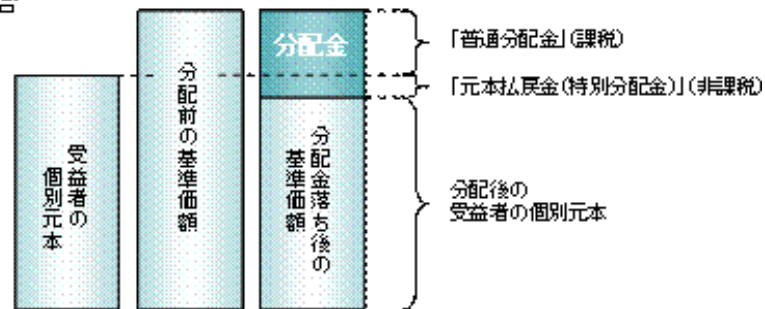 分配金
「普通分配金」(課税)
「元本払戻金(特別分配金)」(非課税)
受益者の
個別元本
分配前の基準価額
分配金落ち後の
基準価額
分配後の
受益者の個別元本